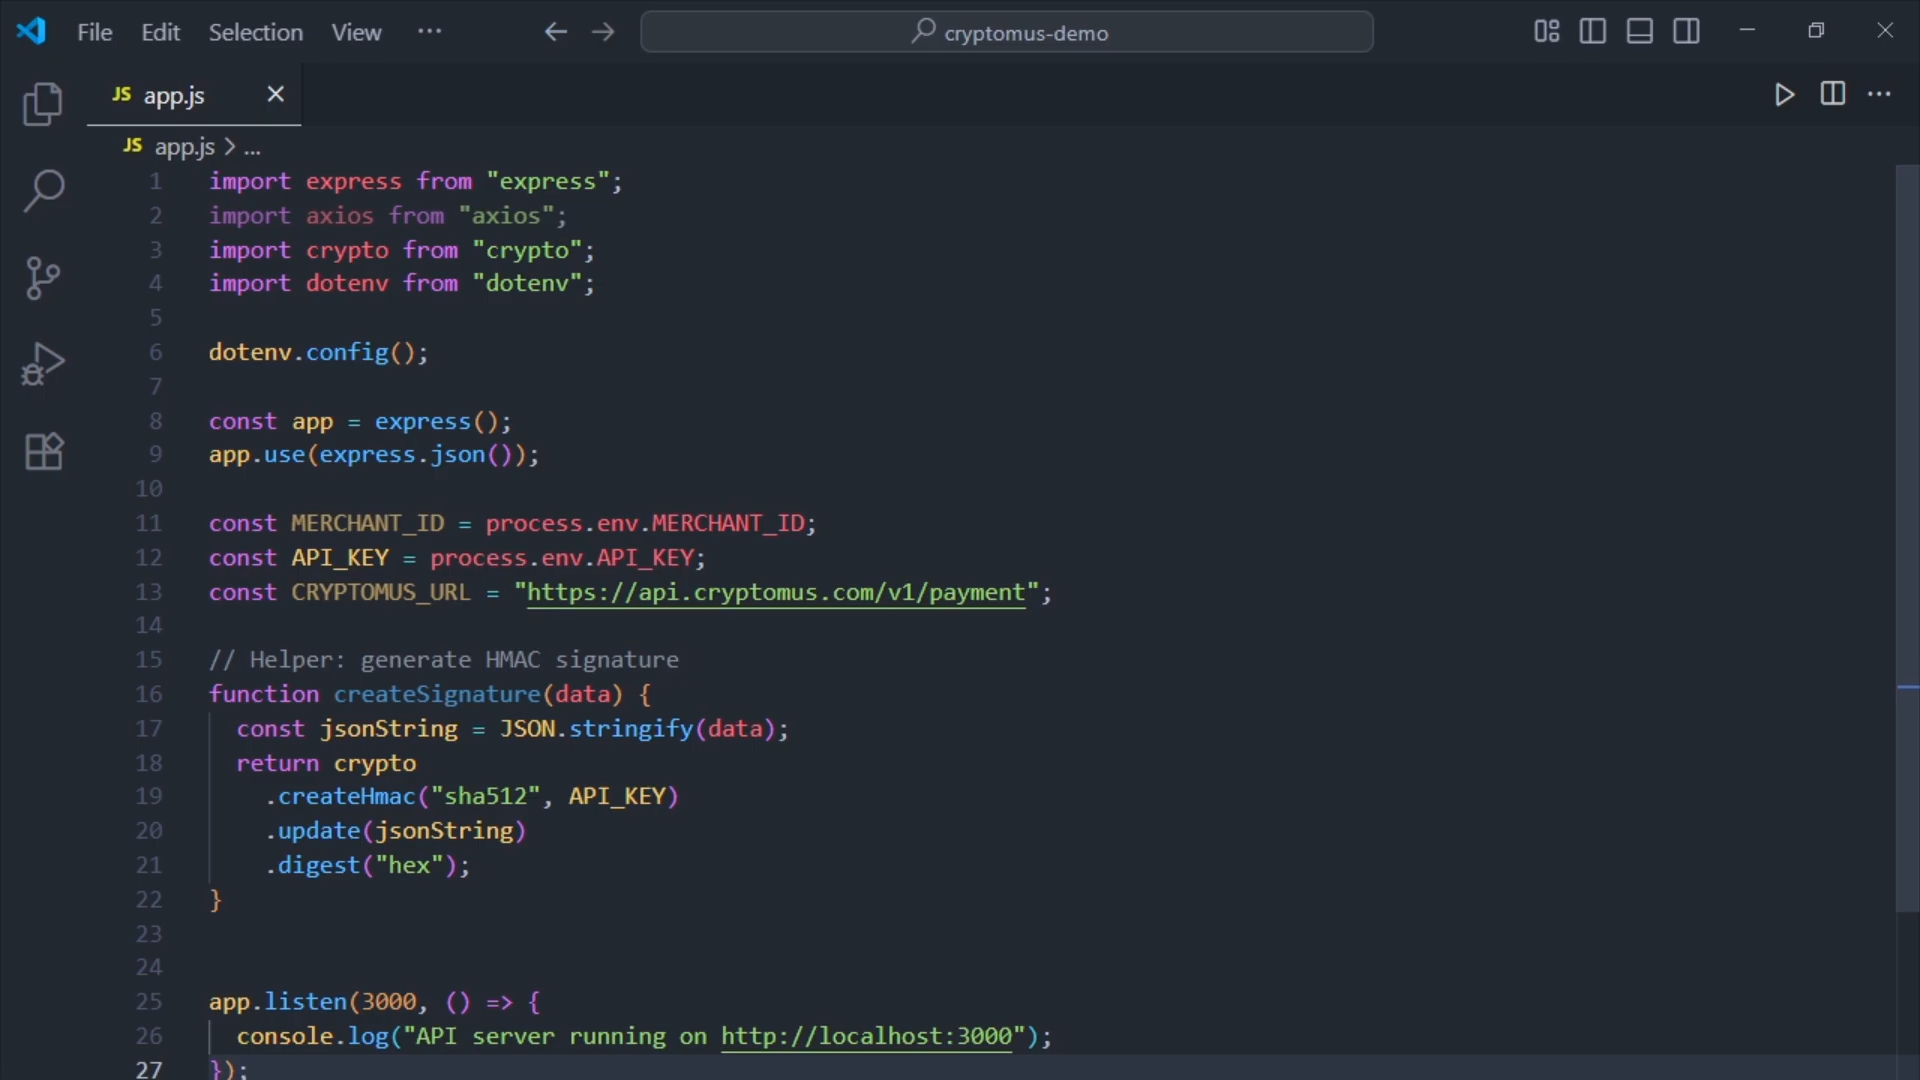 File Edit Selection View ··· cryptomus-demo
JS app.js
JS app.js > ...
1 import express from "express";
2 import axios from "axios";
3 import crypto from "crypto";
4 import dotenv from "dotenv";
5
6 dotenv.config();
7
8 const app = express();
9 app.use(express.json());
10
11 const MERCHANT_ID = process.env.MERCHANT_ID;
12 const API_KEY = process.env.API_KEY;
13 const CRYPTOMUS_URL = "https://api.cryptomus.com/v1/payment";
14
15 // Helper: generate HMAC signature
16 function createSignature(data) {
17   const jsonString = JSON.stringify(data);
18   return crypto
19     .createHmac("sha512", API_KEY)
20     .update(jsonString)
21     .digest("hex");
22 }
23
24
25 app.listen(3000, () => {
26   console.log("API server running on http://localhost:3000");
27 });